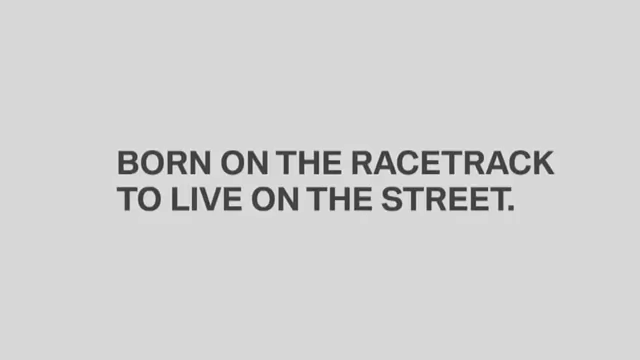 BORN ON THE RACETRACK
TO LIVE ON THE STREET.